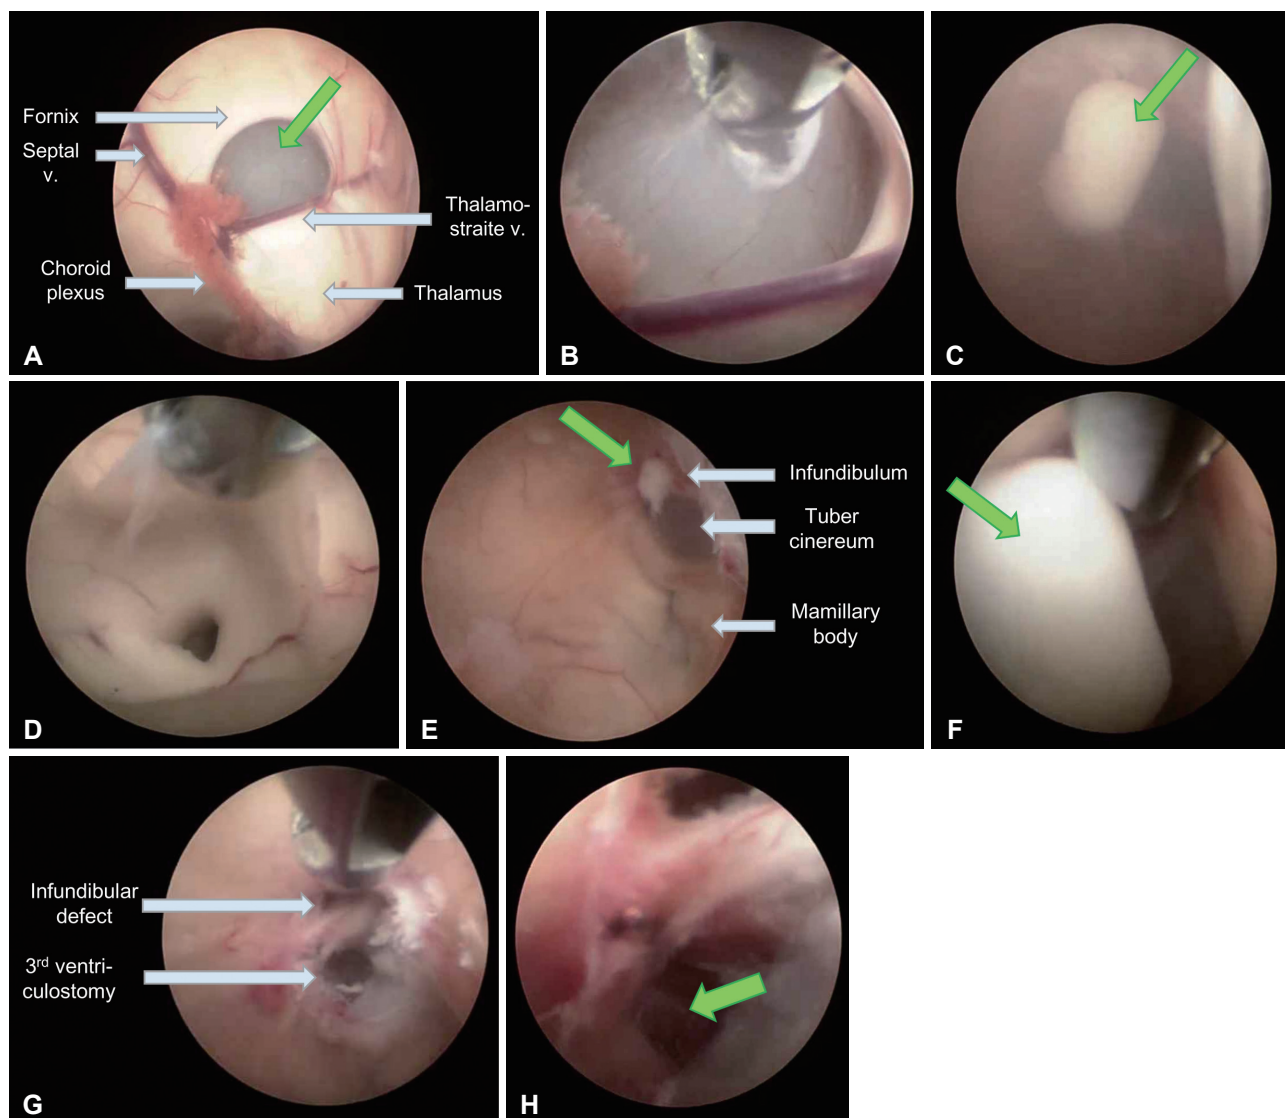 Fornix
Septal
v.
Thalamo-
straite v.
Choroid
plexus
Thalamus
A
B
C
D
Infundibulum
Tuber
cinereum
Mamillary
body
E
F
Infundibular
defect
3rd ventri-
culostomy
G
H